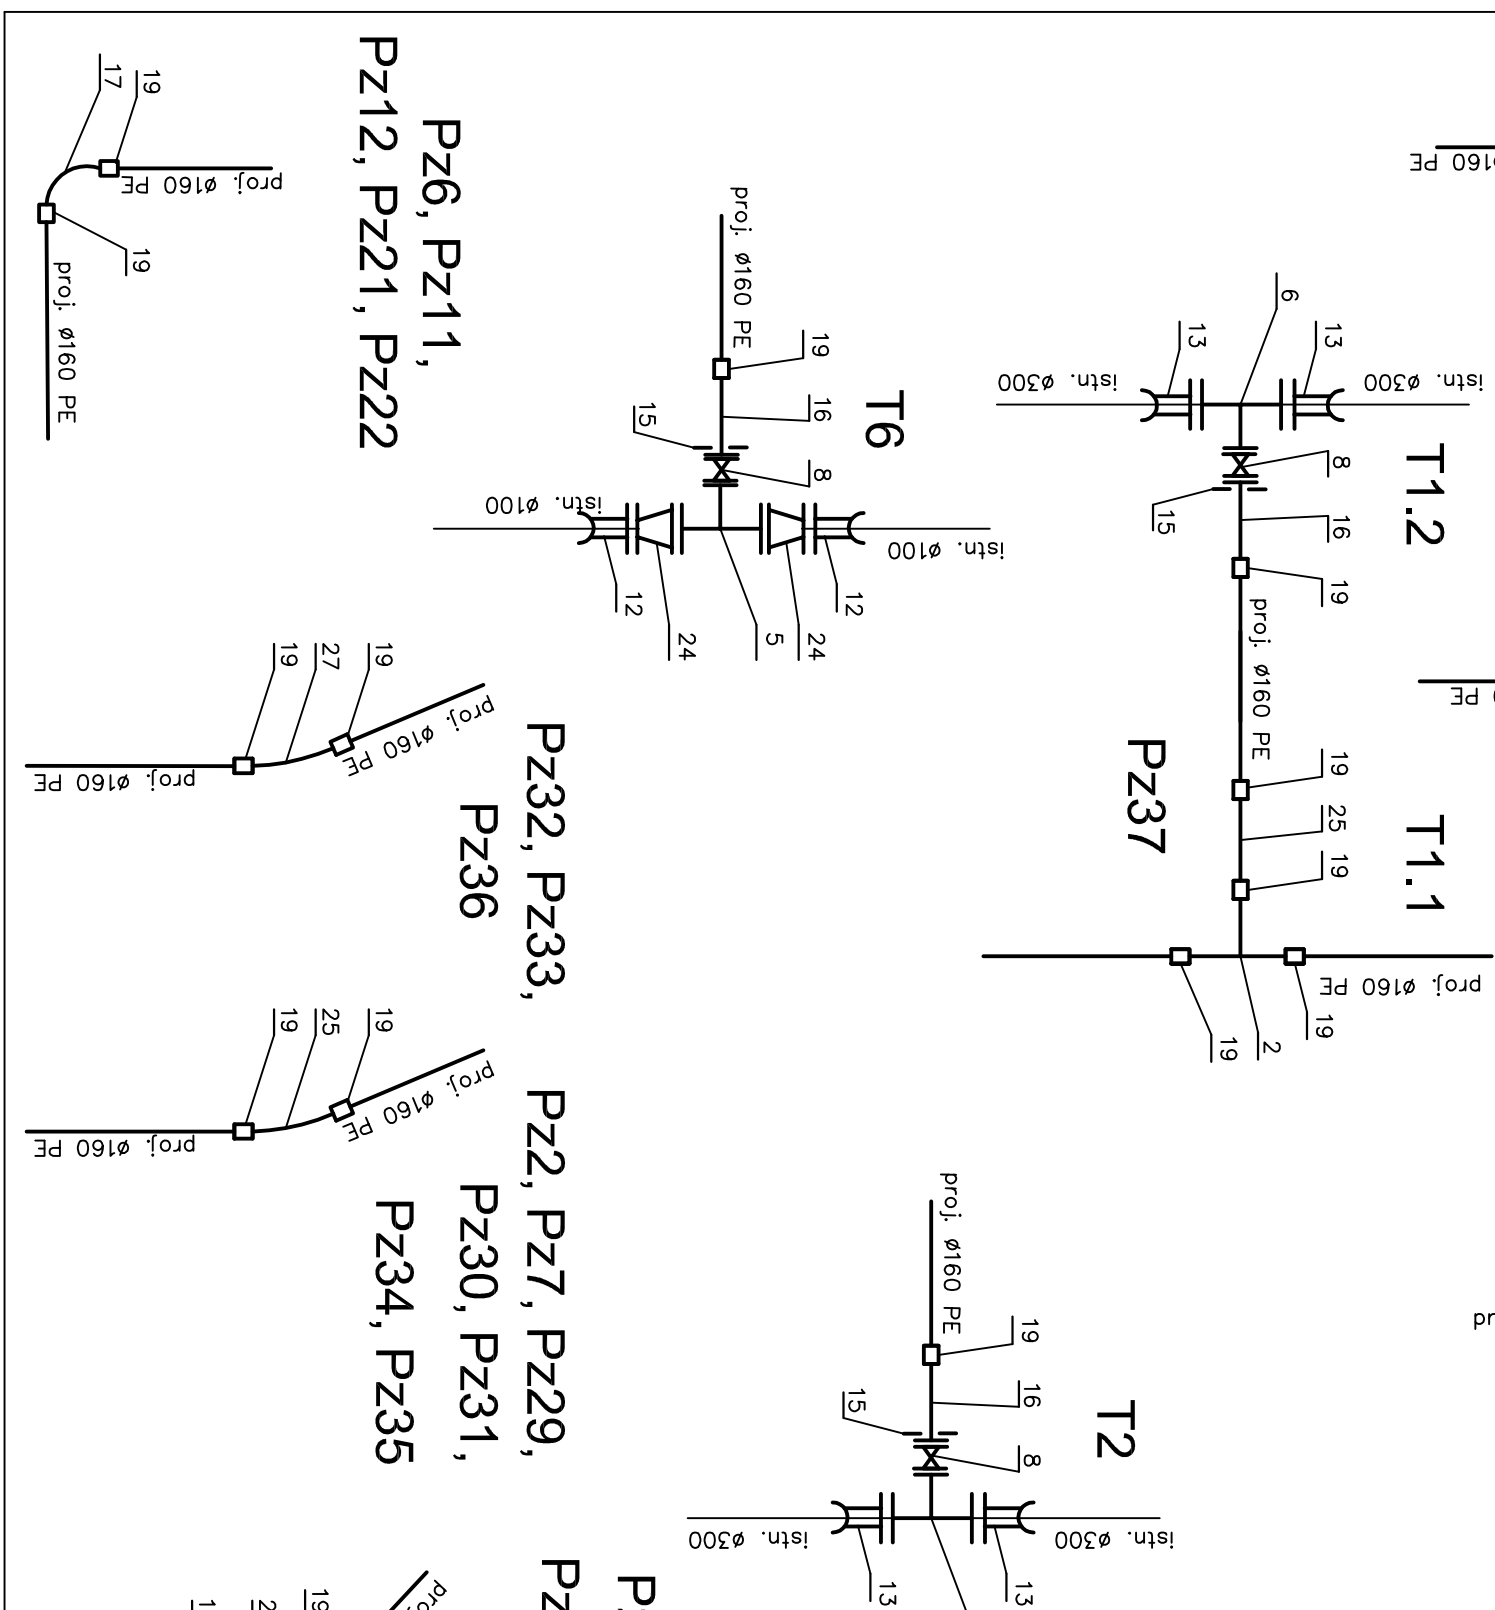 17
19
proj. ø160 PE
19
proj. ø160 PE
Pz6, Pz11,
Pz12, Pz21, Pz22
T6
proj. ø160 PE
19
16
15
8
istn. ø100
istn. ø100
12
24
5
24
12
T1.2
6
13
13
istn. ø300
istn. ø300
8
15
16
19
proj. ø160 PE
Pz37
T1.1
19
25
19
proj. ø160 PE
19
2
19
ø160 PE
PE
Pz32, Pz33,
Pz36
19
27
19
proj. ø160 PE
proj. ø160 PE
Pz2, Pz7, Pz29,
Pz30, Pz31,
Pz34, Pz35
19
25
19
proj. ø160 PE
proj. ø160 PE
T2
proj. ø160 PE
19
16
15
8
istn. ø300
istn. ø300
13
13
19